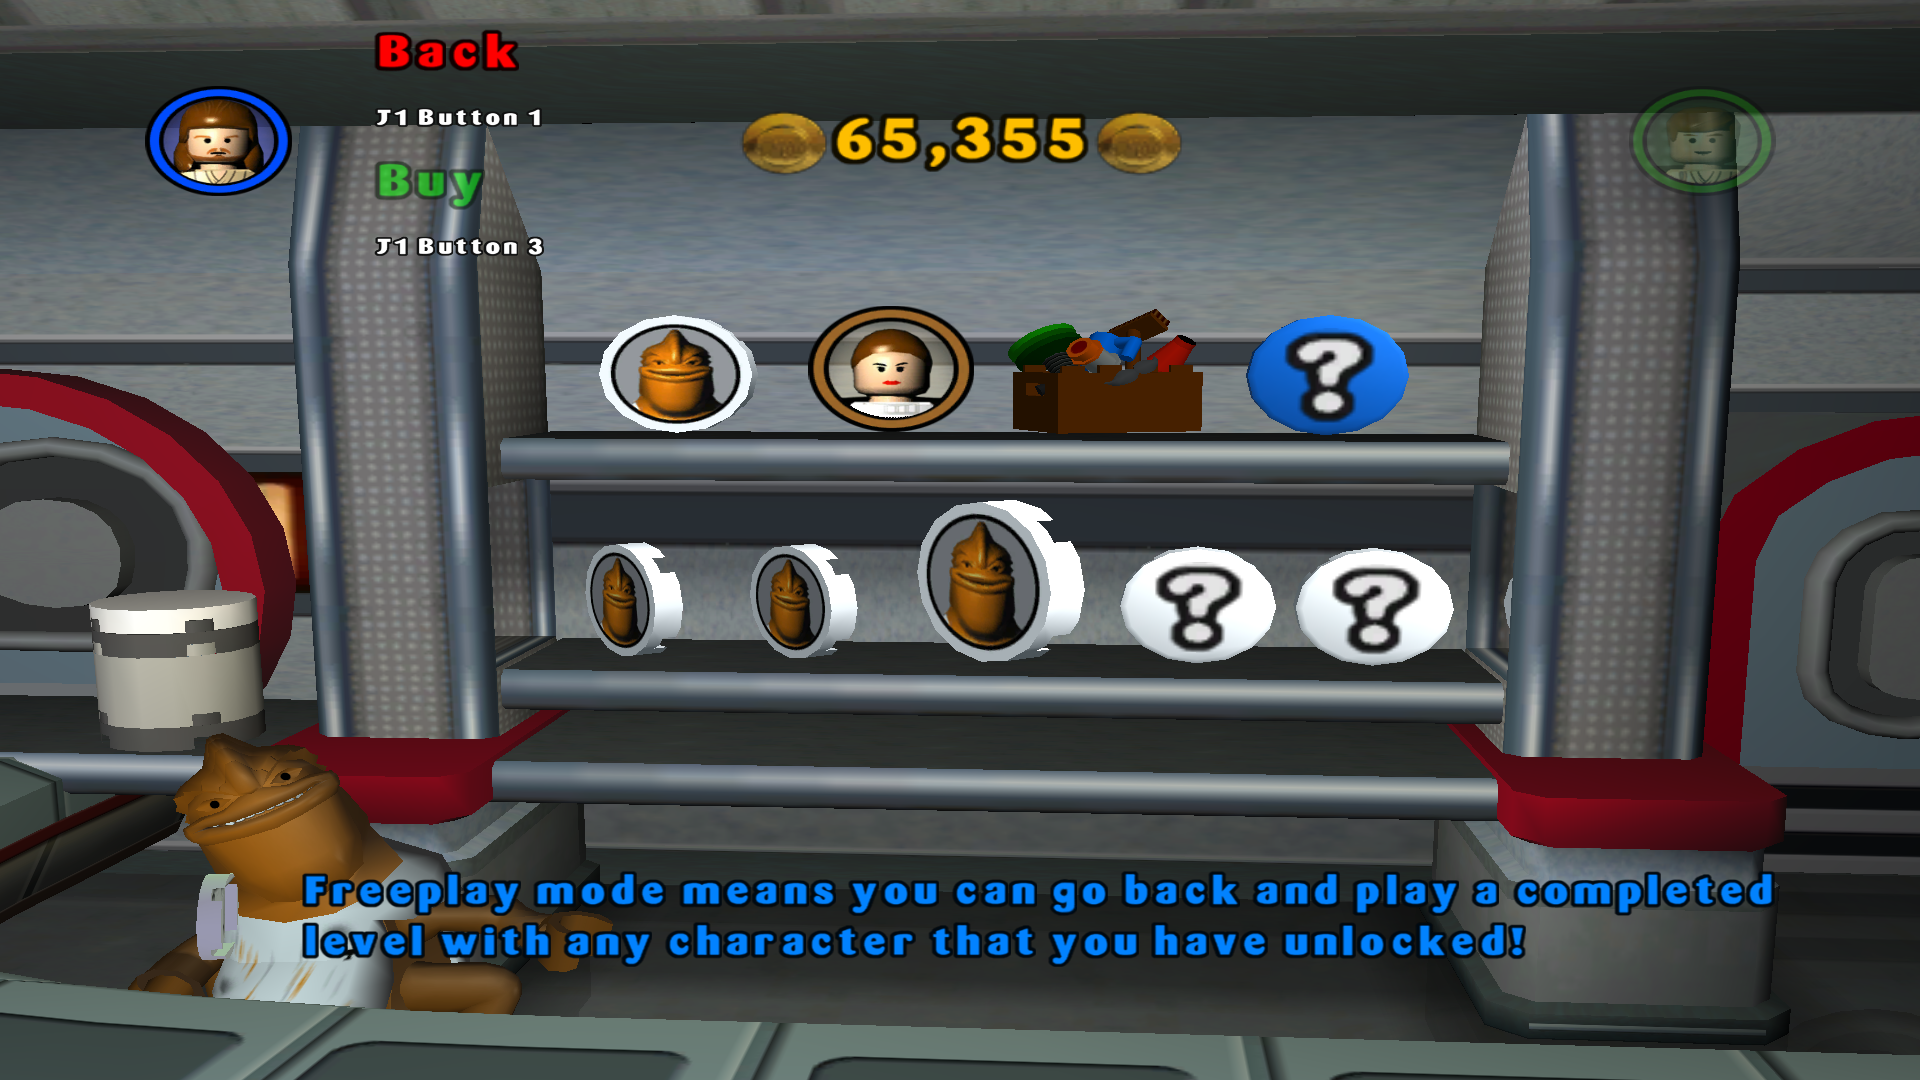 Back
J1 Button 1
65,355
Buy
J1 Button 3
?
? ?
Freeplay mode means you can go back and play a completed
level with any character that you have unlocked!